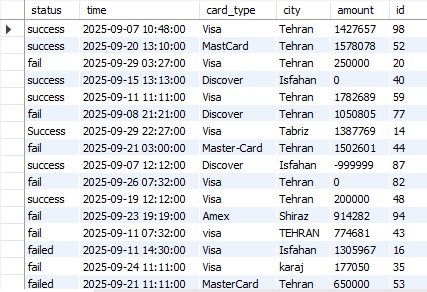 status time card_type city amount id
success 2025-09-07 10:48:00 Visa Tehran 1427657 98
success 2025-09-20 13:10:00 MastCard Tehran 1578078 52
fail 2025-09-29 03:27:00 Visa Tehran 250000 20
success 2025-09-15 13:13:00 Discover Isfahan 0 40
success 2025-09-11 11:11:00 Visa Tehran 1782689 59
fail 2025-09-08 21:21:00 Discover Tehran 1050805 77
Success 2025-09-29 22:27:00 Visa Tabriz 1387769 14
fail 2025-09-21 03:00:00 Master-Card Tehran 1502601 44
success 2025-09-07 12:12:00 Discover Isfahan -999999 87
fail 2025-09-26 07:32:00 Visa Tehran 0 82
success 2025-09-19 12:12:00 Visa Tehran 200000 48
fail 2025-09-23 19:19:00 Amex Shiraz 914282 94
fail 2025-09-11 07:32:00 visa TEHRAN 774681 43
failed 2025-09-11 14:30:00 Visa Isfahan 1305967 16
fail 2025-09-24 11:11:00 Visa karaj 177050 35
failed 2025-09-21 11:11:00 MasterCard Tehran 650000 53